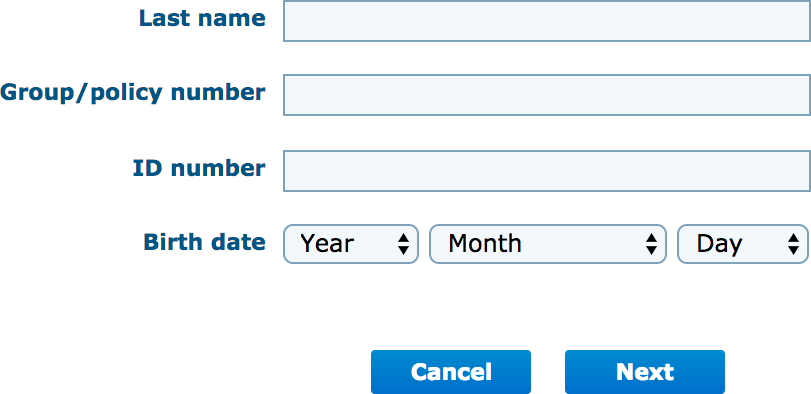 Last name
Group/policy number
ID number
Birth date Year Month Day
Cancel Next